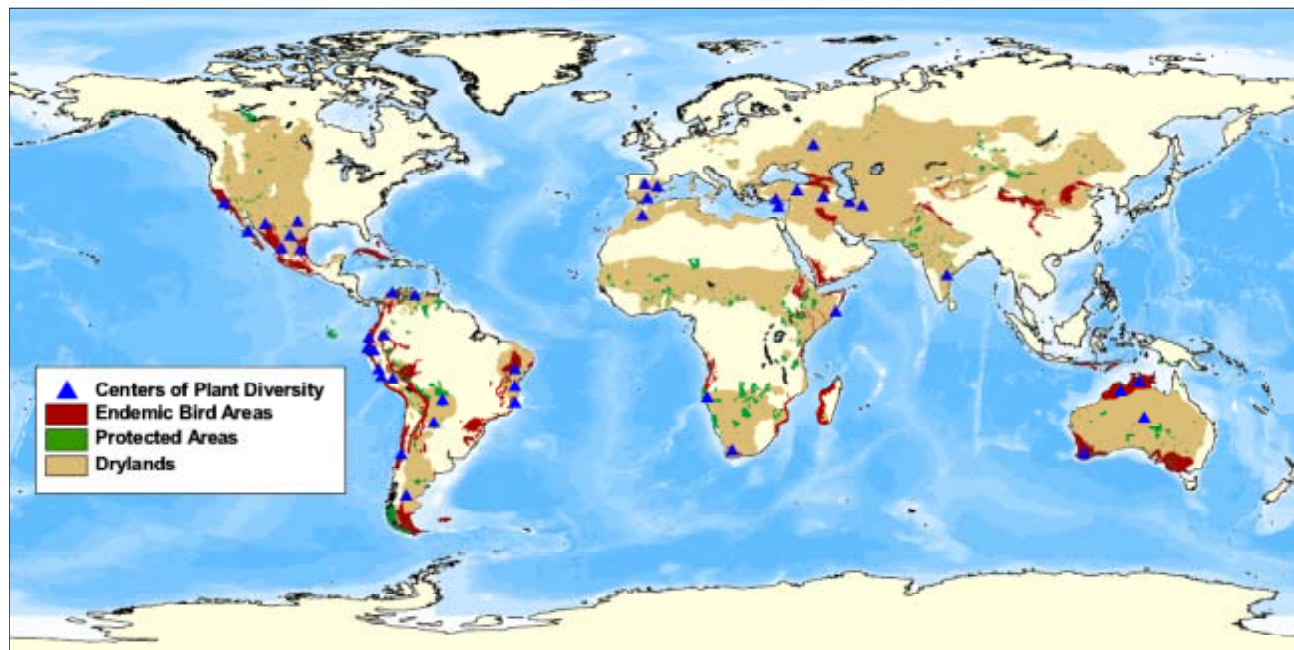 Centers of Plant Diversity
Endemic Bird Areas
Protected Areas
Drylands